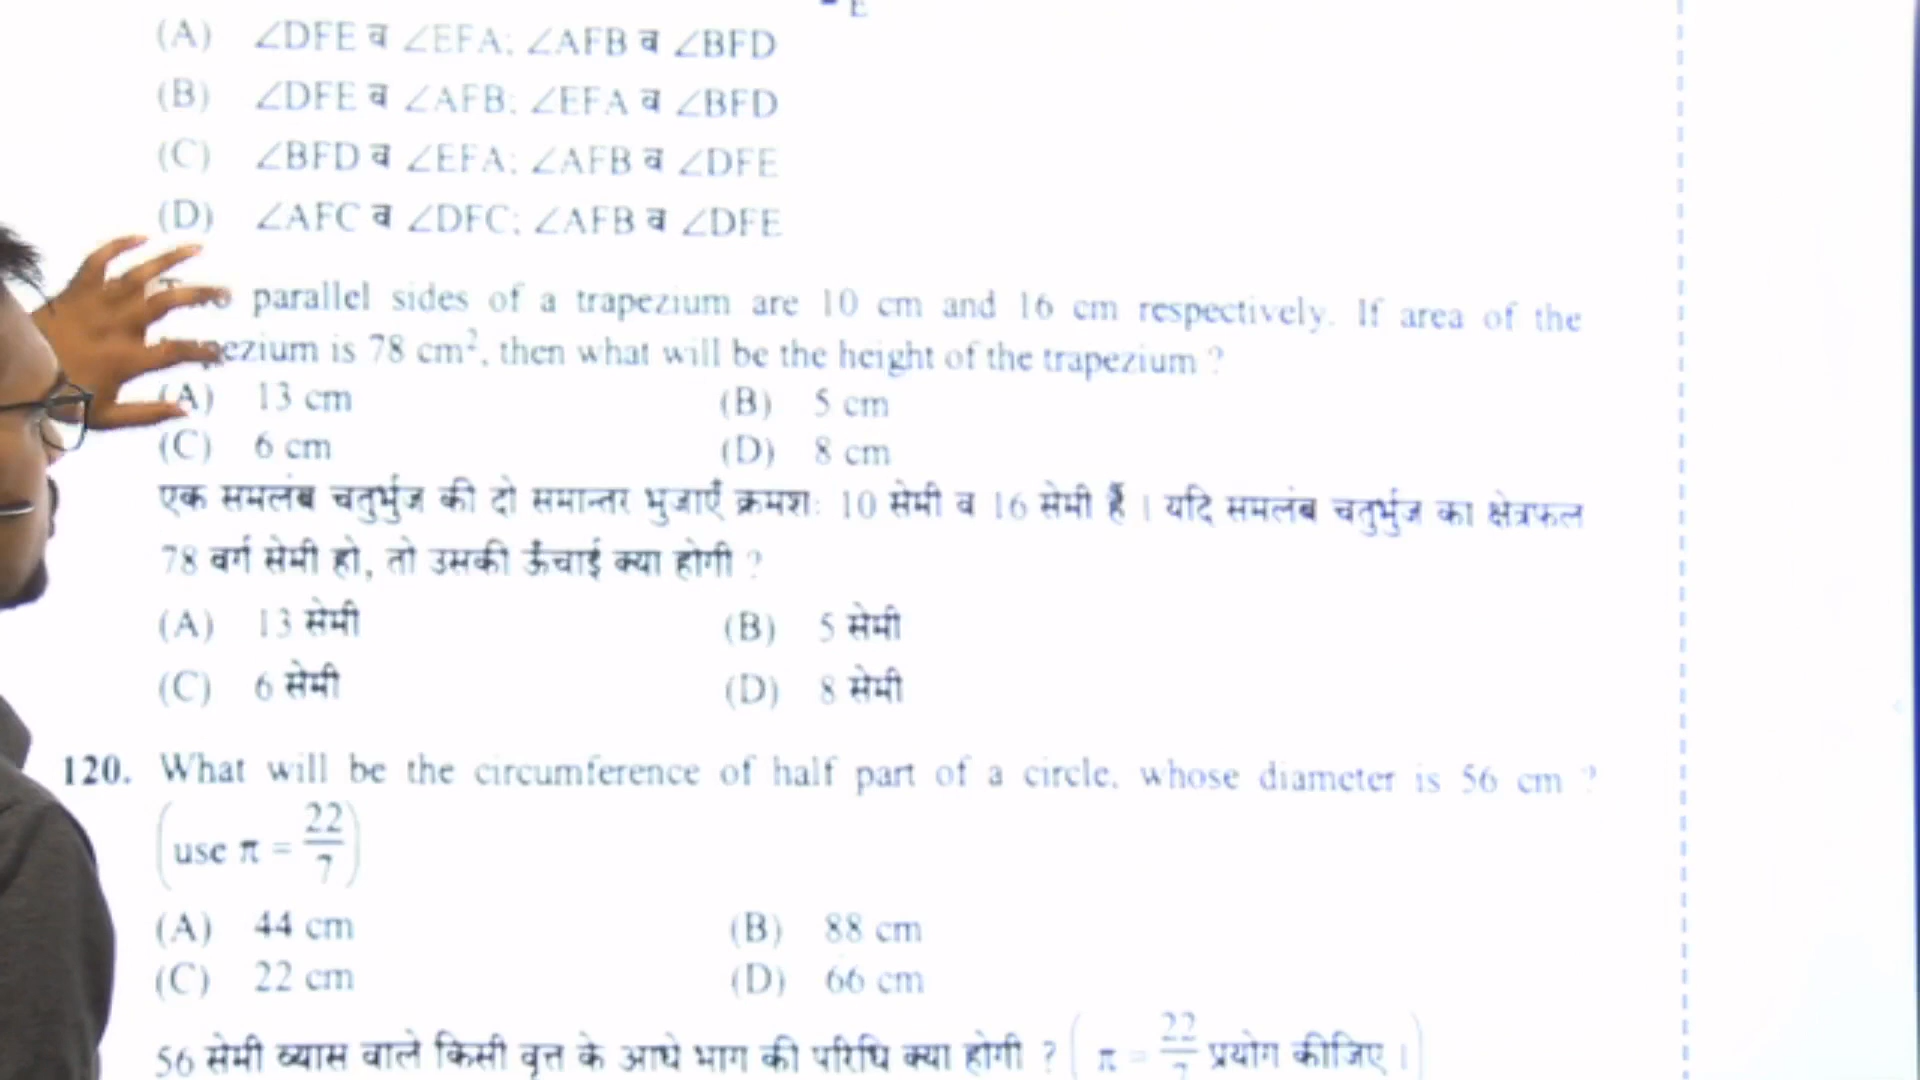 E
(A) ∠DFE व ∠EFA; ∠AFB व ∠BFD
(B) ∠DFE व ∠AFB; ∠EFA व ∠BFD
(C) ∠BFD व ∠EFA; ∠AFB व ∠DFE
(D) ∠AFC व ∠DFC; ∠AFB व ∠DFE
parallel sides of a trapezium are 10 cm and 16 cm respectively. If area of the
is 78 cm², then what will be the height of the trapezium ?
(A) 13 cm (B) 5 cm
(C) 6 cm (D) 8 cm
एक समलंब चतुर्भुज की दो समान्तर भुजाएँ क्रमशः 10 सेमी व 16 सेमी हैं । यदि समलंब चतुर्भुज का क्षेत्रफल
78 वर्ग सेमी हो, तो उसकी ऊँचाई क्या होगी ?
(A) 13 सेमी (B) 5 सेमी
(C) 6 सेमी (D) 8 सेमी
120. What will be the circumference of half part of a circle, whose diameter is 56 cm ?
(use π = 22/7)
(A) 44 cm (B) 88 cm
(C) 22 cm (D) 66 cm
56 सेमी व्यास वाले किसी वृत्त के आधे भाग की परिधि क्या होगी ? (π = 22/7 प्रयोग कीजिए ।)